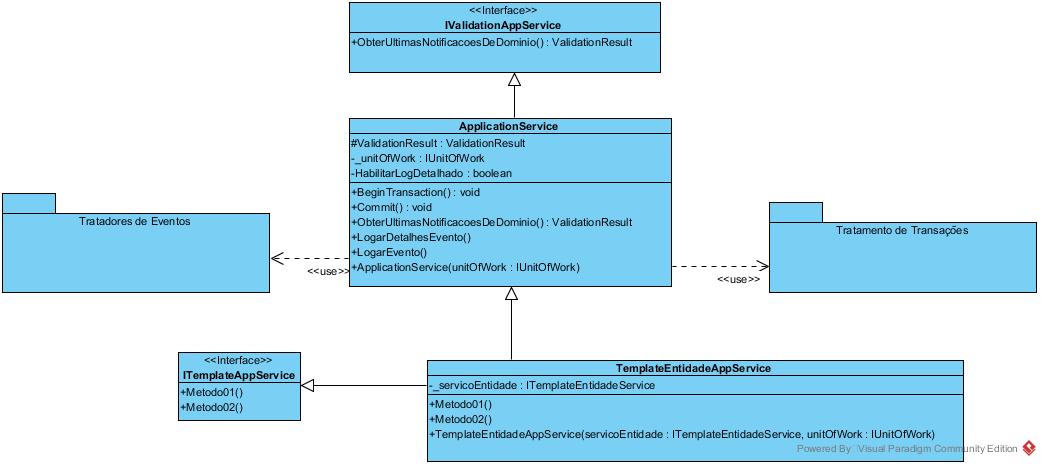 <<Interface>>
IValidationAppService
+ObterUltimasNotificacoesDeDominio() : ValidationResult
ApplicationService
#ValidationResult : ValidationResult
-_unitOfWork : IUnitOfWork
-HabilitarLogDetalhado : boolean
+BeginTransaction() : void
+Commit() : void
+ObterUltimasNotificacoesDeDominio() : ValidationResult
+LogarDetalhesEvento()
+LogarEvento()
+ApplicationService(unitOfWork : IUnitOfWork)
Tratadores de Eventos
<<use>>
Tratamento de Transações
<<use>>
<<Interface>>
ITemplateAppService
+Metodo01()
+Metodo02()
TemplateEntidadeAppService
-_servicoEntidade : ITemplateEntidadeService
+Metodo01()
+Metodo02()
+TemplateEntidadeAppService(servicoEntidade : ITemplateEntidadeService, unitOfWork : IUnitOfWork)
Powered By Visual Paradigm Community Edition